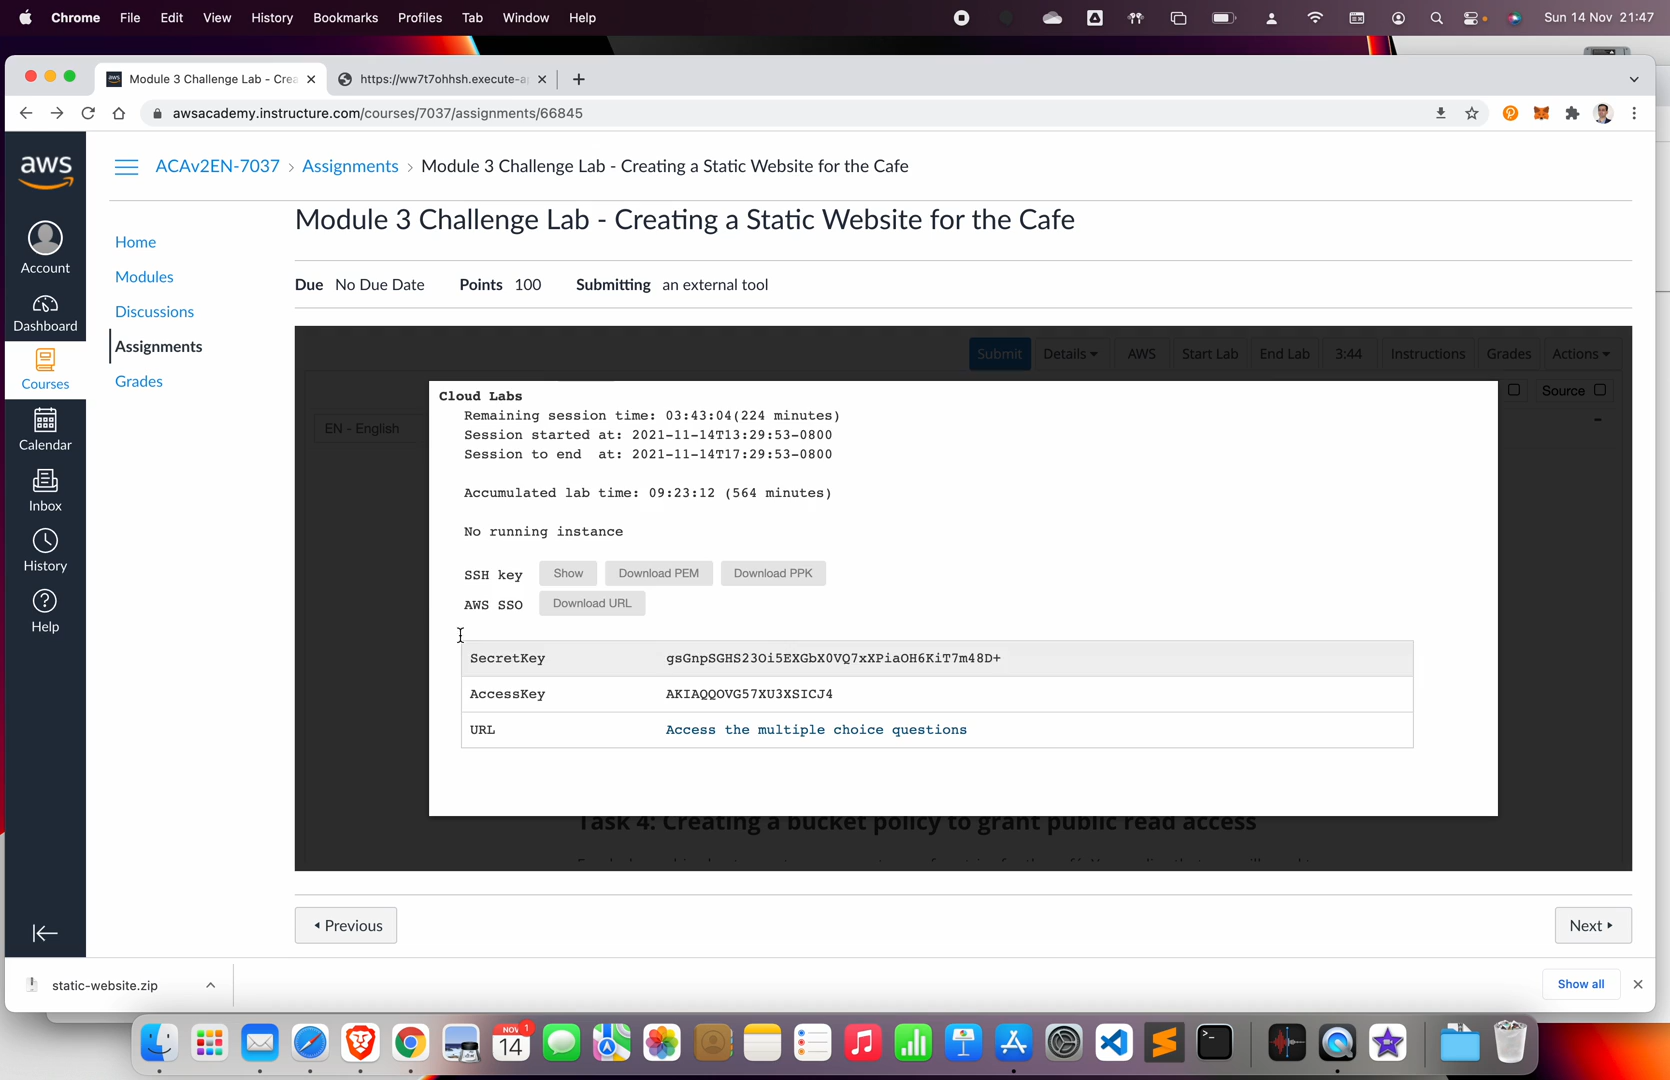 Chrome File Edit View History Bookmarks Profiles Tab Window Help Sun 14 Nov 21:47
Module 3 Challenge Lab - Crea https://ww7t7ohhsh.execute-a
awsacademy.instructure.com/courses/7037/assignments/66845
aws
ACAv2EN-7037 › Assignments › Module 3 Challenge Lab - Creating a Static Website for the Cafe
Account
Dashboard
Courses
Calendar
Inbox
History
Help
Home
Modules
Discussions
Assignments
Grades
Module 3 Challenge Lab - Creating a Static Website for the Cafe
Due No Due Date Points 100 Submitting an external tool
Submit Details AWS Start Lab End Lab 3:44 Instructions Grades Actions
Source
EN - English
Cloud Labs
Remaining session time: 03:43:04(224 minutes)
Session started at: 2021-11-14T13:29:53-0800
Session to end at: 2021-11-14T17:29:53-0800
Accumulated lab time: 09:23:12 (564 minutes)
No running instance
SSH key Show Download PEM Download PPK
AWS SSO Download URL
SecretKey gsGnpSGHS23Oi5EXGbX0VQ7xXPiaOH6KiT7m48D+
AccessKey AKIAQQOVG57XU3XSICJ4
URL Access the multiple choice questions
Task 4: Creating a bucket policy to grant public read access
Previous Next
static-website.zip Show all
NOV 1
14